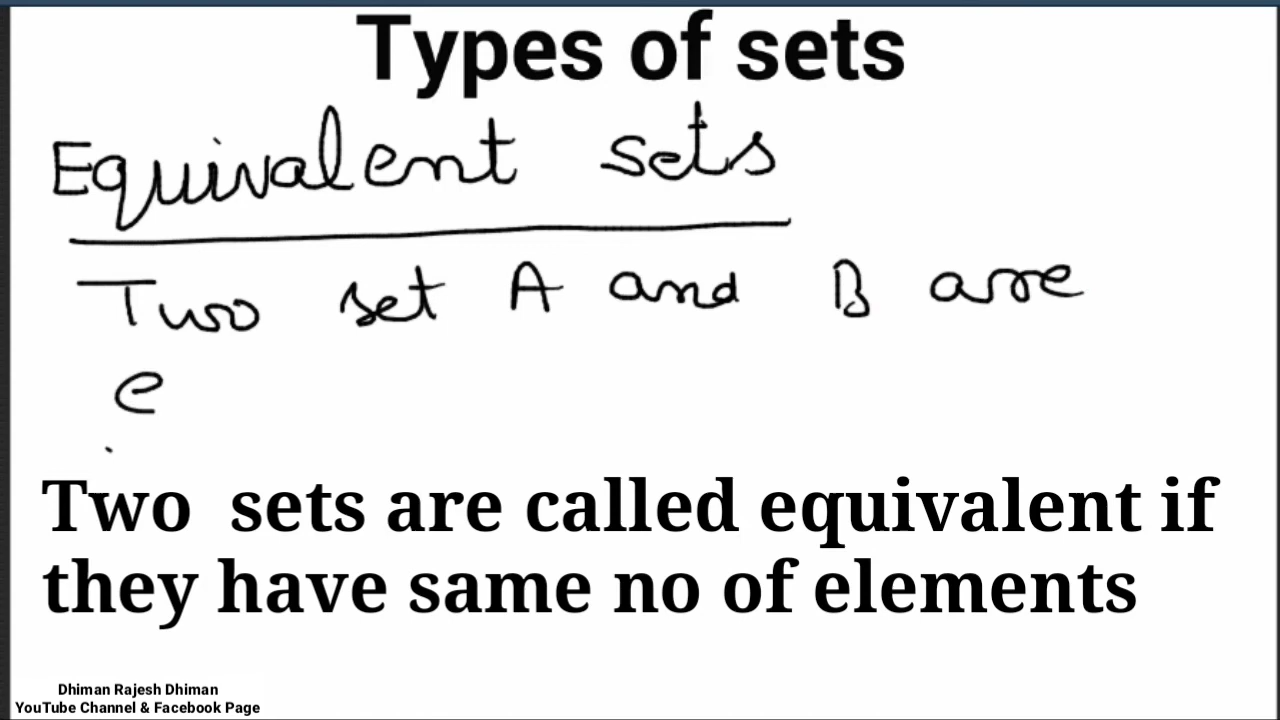 Types of sets
Equivalent sets
Two set A and B are
e
Two sets are called equivalent if
they have same no of elements
Dhiman Rajesh Dhiman
YouTube Channel & Facebook Page